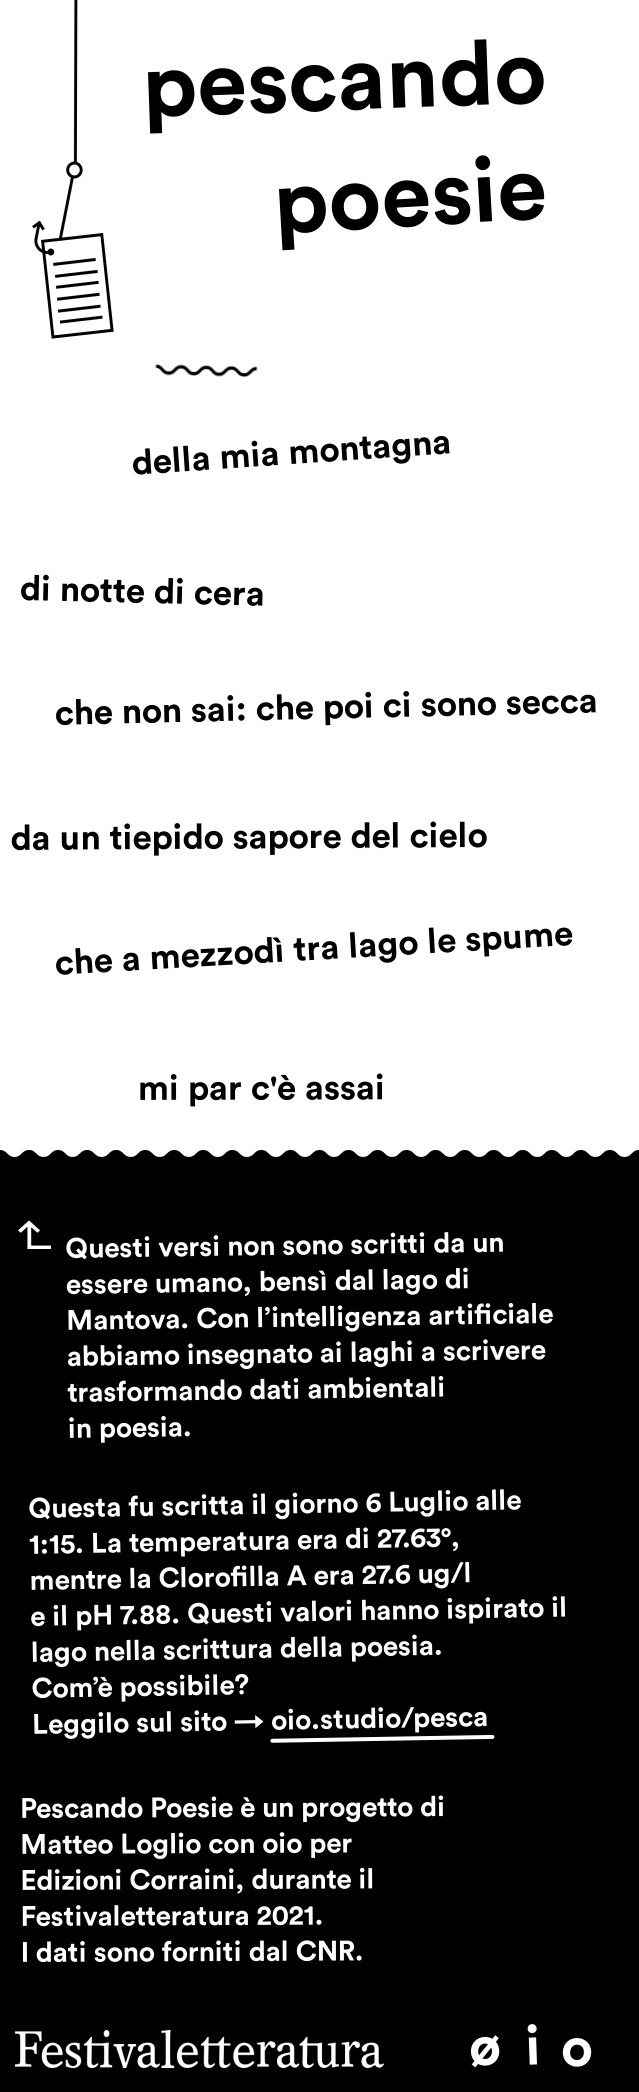 pescando
poesie
della mia montagna
di notte di cera
che non sai: che poi ci sono secca
da un tiepido sapore del cielo
che a mezzodì tra lago le spume
mi par c'è assai
Questi versi non sono scritti da un
essere umano, bensì dal lago di
Mantova. Con l’intelligenza artificiale
abbiamo insegnato ai laghi a scrivere
trasformando dati ambientali
in poesia.
Questa fu scritta il giorno 6 Luglio alle
1:15. La temperatura era di 27.63°,
mentre la Clorofilla A era 27.6 ug/l
e il pH 7.88. Questi valori hanno ispirato il
lago nella scrittura della poesia.
Com’è possibile?
Leggilo sul sito → oio.studio/pesca
Pescando Poesie è un progetto di
Matteo Loglio con oio per
Edizioni Corraini, durante il
Festivaletteratura 2021.
I dati sono forniti dal CNR.
Festivaletteratura ø i o